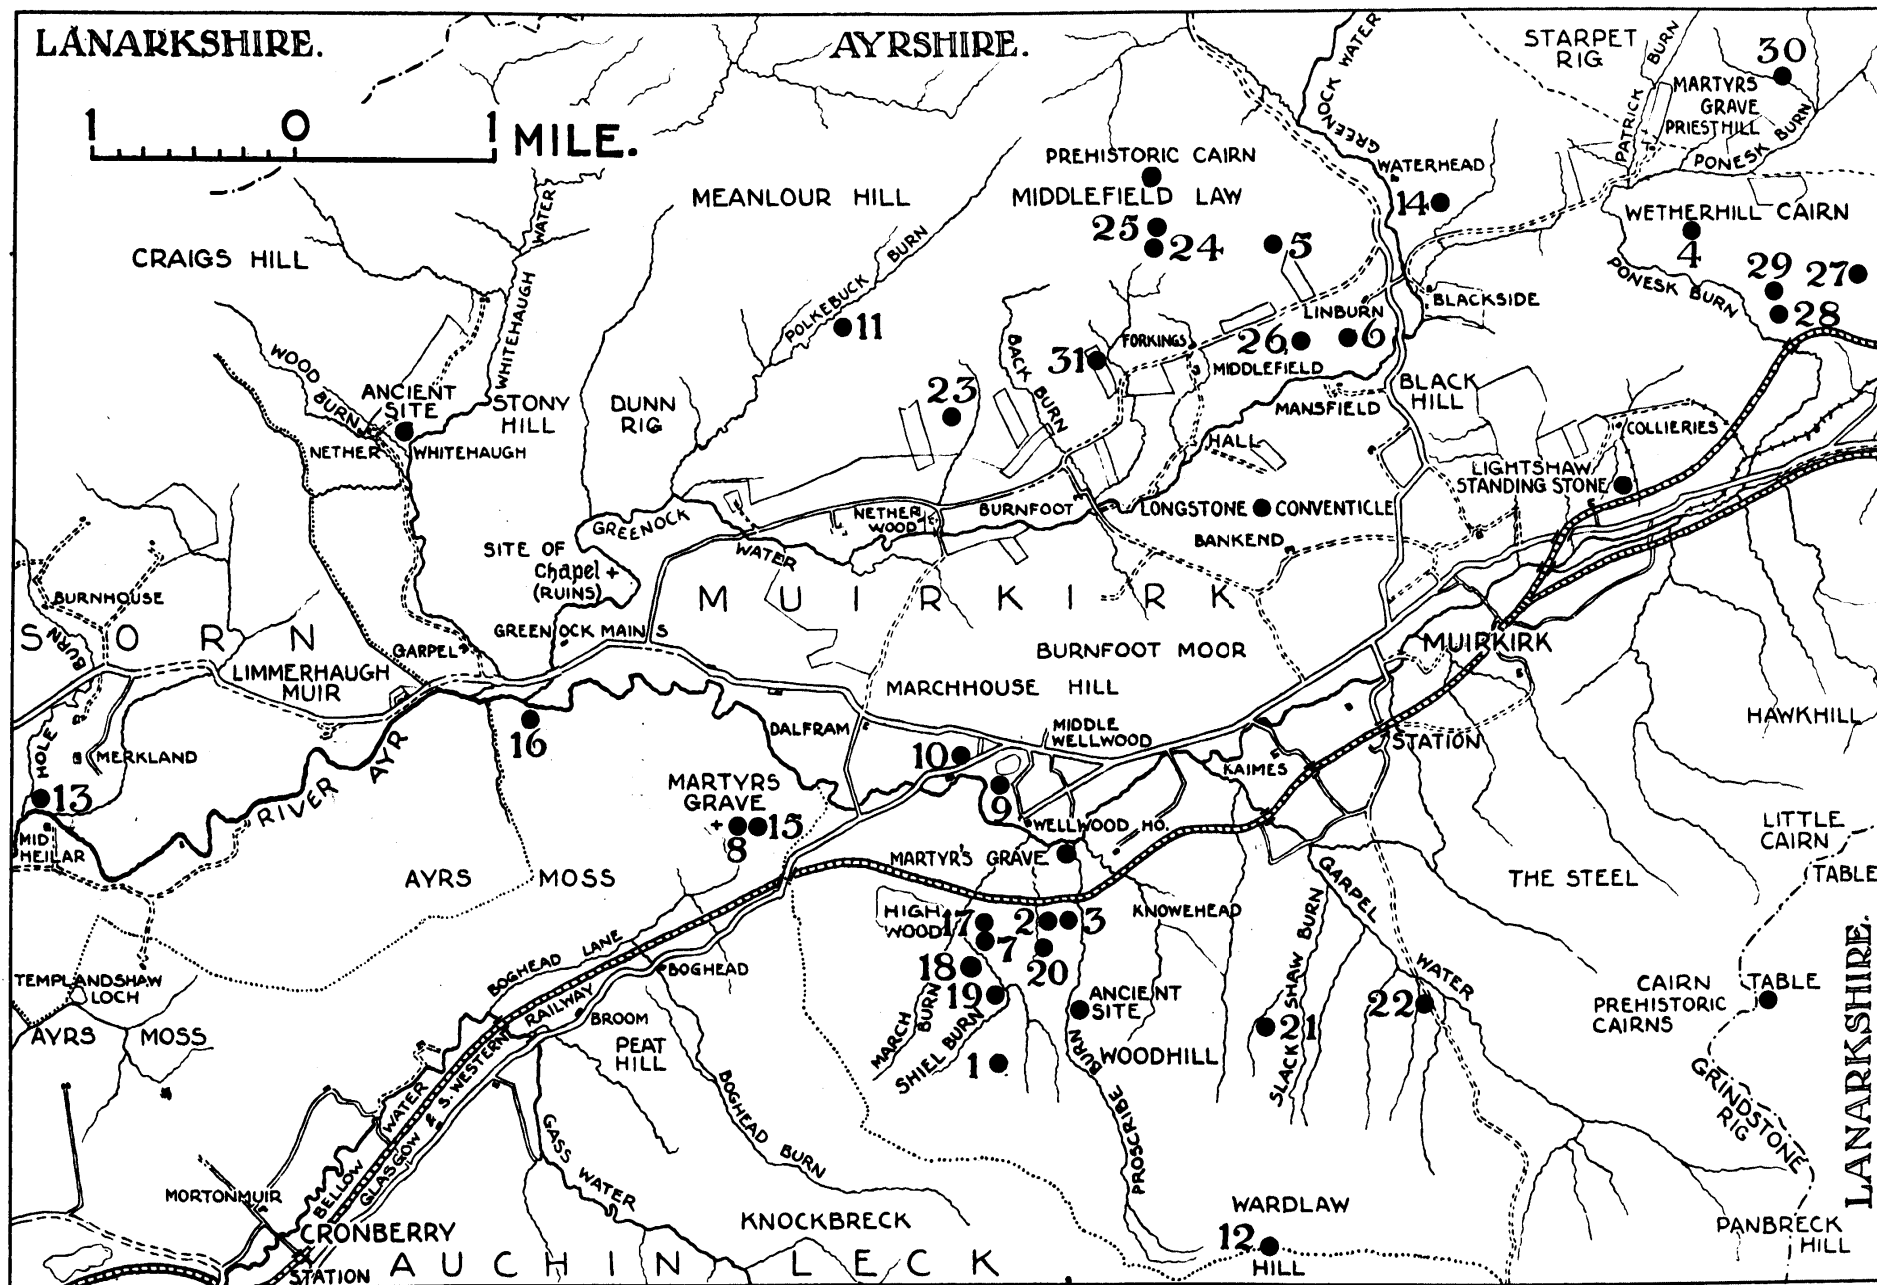 LANARKSHIRE.
AYRSHIRE.
1 0 1 MILE.
STARPET
RIG
PATRICK BURN
30
MARTYRS
GRAVE
PRIESTHILL
PONESK BURN
GREENOCK WATER
WATERHEAD
14
PREHISTORIC CAIRN
MIDDLEFIELD LAW
25
24
5
WETHERHILL CAIRN
4
PONESK BURN
29
27
28
MEANLOUR HILL
CRAIGS HILL
WHITEHAUGH WATER
POLKEBUCK BURN
11
BLACKSIDE
LINBURN
26
6
FORKINGS
31
MIDDLEFIELD
BACK BURN
WOOD BURN
ANCIENT
SITE
NETHER WHITEHAUGH
STONY
HILL
DUNN
RIG
23
BLACK
HILL
MANSFIELD
HALL
COLLIERIES
LIGHTSHAW
STANDING STONE
LONGSTONE CONVENTICLE
BURNFOOT
NETHER
WOOD
GREENOCK
WATER
BANKEND
SITE OF
Chapel +
(RUINS)
MUIRKIRK
BURNHOUSE
SORN
BURN
GREENOCK MAINS
GARPEL
LIMMERHAUGH
MUIR
BURNFOOT MOOR
MUIRKIRK
MARCHHOUSE HILL
HAWKHILL
16
DALFRAM
MIDDLE
WELLWOOD
STATION
10
KAIMES
9
HOLE
MERKLAND
13
RIVER AYR
MARTYRS
GRAVE
+
8
15
WELLWOOD HO.
LITTLE
CAIRN
TABLE
MID
HEILAR
MARTYR'S GRAVE
AYRS MOSS
GARPEL
WATER
THE STEEL
HIGH
WOOD
17
2
3
KNOWEHEAD
7
20
18
19
SLACKSHAW BURN
BOGHEAD LANE
BOGHEAD
TEMPLANDSHAW
LOCH
AYRS MOSS
ANCIENT
SITE
22
21
CAIRN TABLE
PREHISTORIC
CAIRNS
BROOM
PEAT
HILL
MARCH BURN
SHIEL BURN
1
WOODHILL
PROSCRIBE BURN
GRINDSTONE
RIG
LANARKSHIRE.
BELLOW WATER
GLASGOW & S. WESTERN RAILWAY
GASS WATER
BOGHEAD BURN
MORTONMUIR
CRONBERRY
STATION
AUCHINLECK
KNOCKBRECK
WARDLAW
12
HILL
PANBRECK
HILL